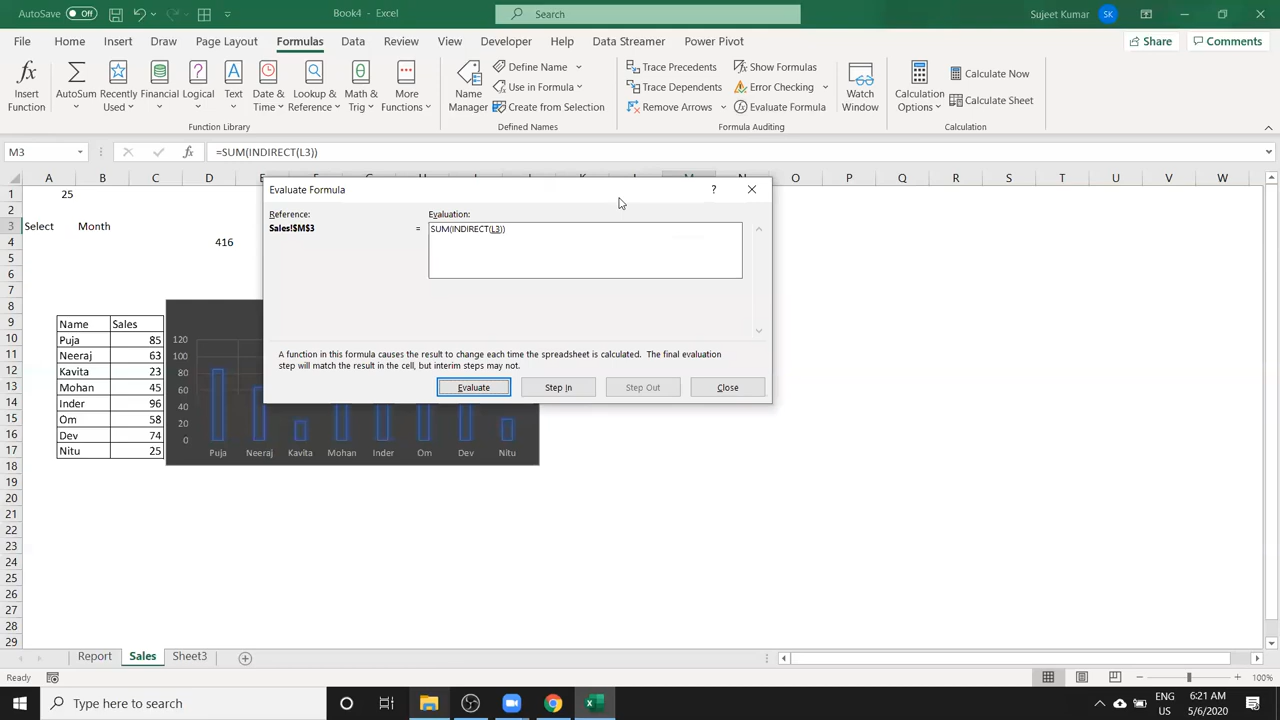 AutoSave Off Book4 - Excel Search Sujeet Kumar SK
File Home Insert Draw Page Layout Formulas Data Review View Developer Help Data Streamer Power Pivot Share Comments
Insert Function
AutoSum
Recently Used
Financial
Logical
Text
Date & Time
Lookup & Reference
Math & Trig
More Functions
Function Library
Name Manager
Define Name
Use in Formula
Create from Selection
Defined Names
Trace Precedents
Trace Dependents
Remove Arrows
Show Formulas
Error Checking
Evaluate Formula
Formula Auditing
Watch Window
Calculation Options
Calculate Now
Calculate Sheet
Calculation
M3 fx =SUM(INDIRECT(L3))
A B C D O P Q R S T U V W
1 25
2
3 Select Month
4 416
5
6
7
8
9 Name Sales
10 Puja 85
11 Neeraj 63
12 Kavita 23
13 Mohan 45
14 Inder 96
15 Om 58
16 Dev 74
17 Nitu 25
18
19
20
21
22
23
24
25
26
27
28
29
120
100
80
60
40
20
0
Puja Neeraj Kavita Mohan Inder Om Dev Nitu
Evaluate Formula ?
Reference: Evaluation:
Sales!$M$3 = SUM(INDIRECT(L3))
A function in this formula causes the result to change each time the spreadsheet is calculated. The final evaluation
step will match the result in the cell, but interim steps may not.
Evaluate Step In Step Out Close
Report Sales Sheet3
Ready 100%
Type here to search
ENG
US
6:21 AM
5/6/2020